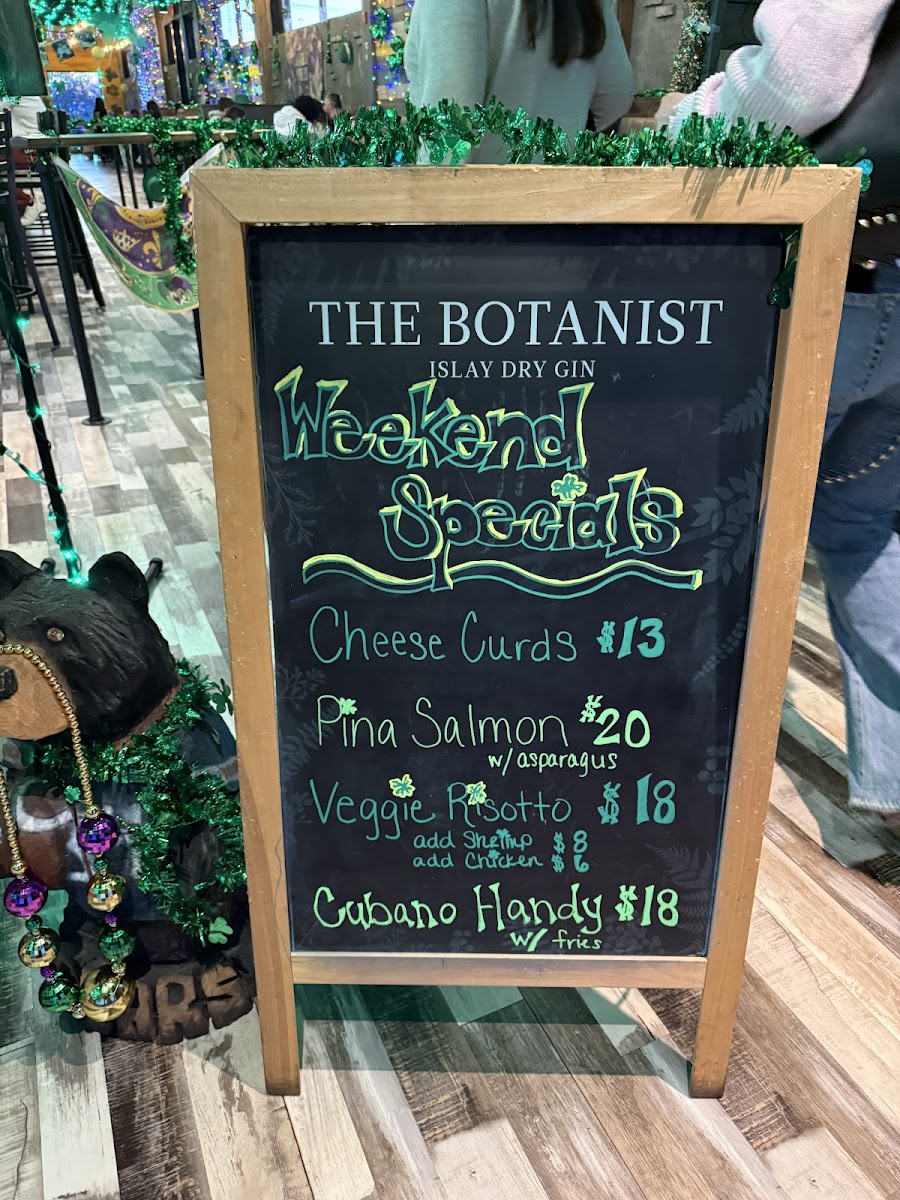 THE BOTANIST
ISLAY DRY GIN
Weekend
Specials
Cheese Curds $13
Pina Salmon $20
w/ asparagus
Veggie Risotto $18
add Shrimp $8
add Chicken $6
Cubano Handy $18
w/ fries